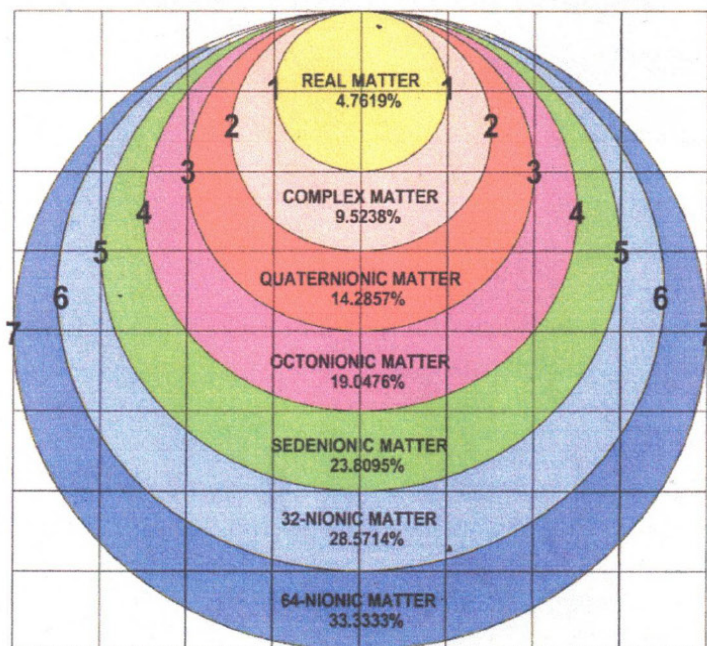 REAL MATTER
1 1
4.7619%
2 2
3 3
COMPLEX MATTER
4 4
9.5238%
5 5
QUATERNIONIC MATTER
6 6
14.2857%
7 7
OCTONIONIC MATTER
19.0476%
SEDENIONIC MATTER
23.8095%
32-NIONIC MATTER
28.5714%
64-NIONIC MATTER
33.3333%